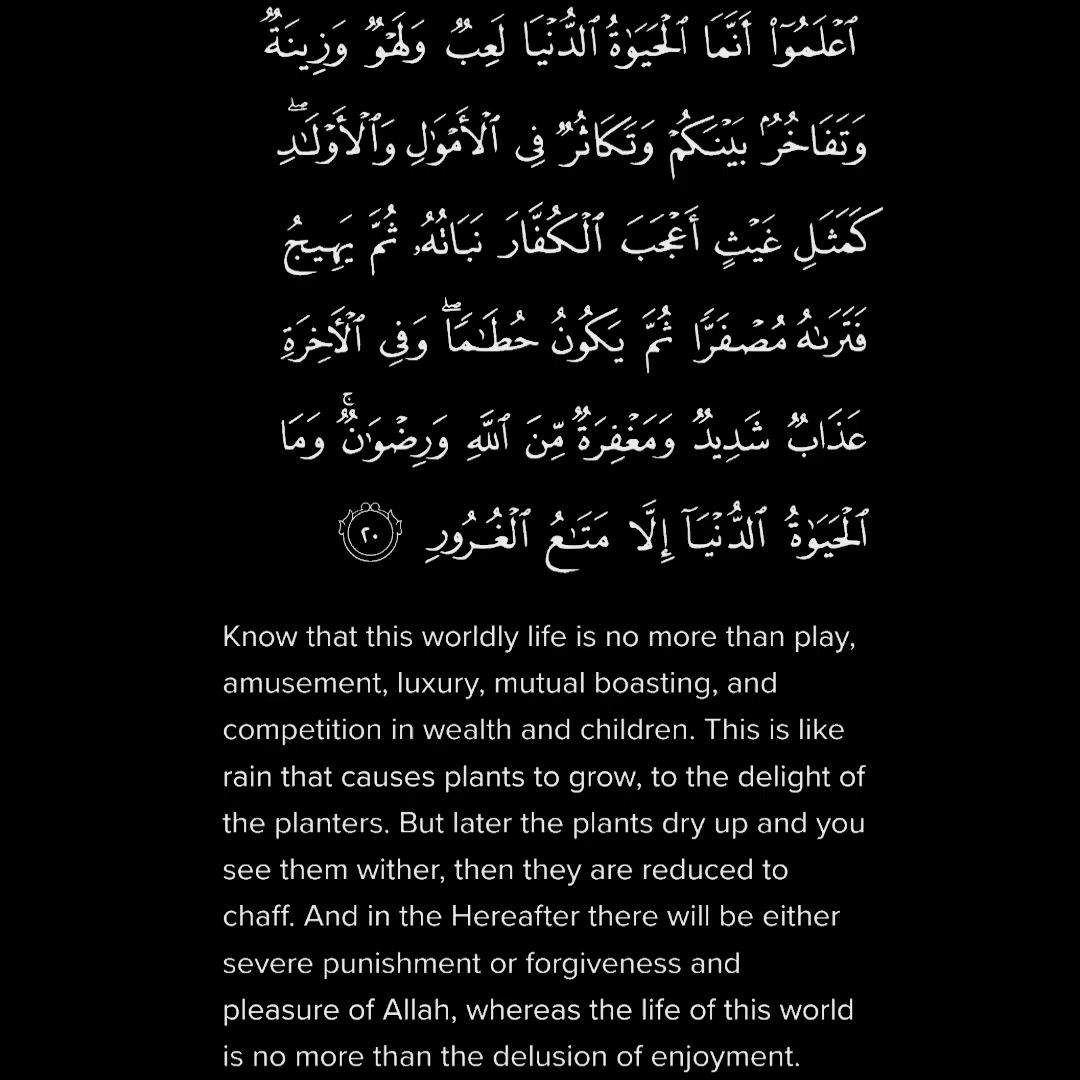 ٱعۡلَمُوٓاْ أَنَّمَا ٱلۡحَيَوٰةُ ٱلدُّنۡيَا لَعِبٞ وَلَهۡوٞ وَزِينَةٞ
وَتَفَاخُرُۢ بَيۡنَكُمۡ وَتَكَاثُرٞ فِي ٱلۡأَمۡوَٰلِ وَٱلۡأَوۡلَٰدِۖ
كَمَثَلِ غَيۡثٍ أَعۡجَبَ ٱلۡكُفَّارَ نَبَاتُهُۥ ثُمَّ يَهِيجُ
فَتَرَىٰهُ مُصۡفَرّٗا ثُمَّ يَكُونُ حُطَٰمٗاۖ وَفِي ٱلۡأٓخِرَةِ
عَذَابٞ شَدِيدٞ وَمَغۡفِرَةٞ مِّنَ ٱللَّهِ وَرِضۡوَٰنٞۚ وَمَا
ٱلۡحَيَوٰةُ ٱلدُّنۡيَآ إِلَّا مَتَٰعُ ٱلۡغُرُورِ ٢٠
Know that this worldly life is no more than play,
amusement, luxury, mutual boasting, and
competition in wealth and children. This is like
rain that causes plants to grow, to the delight of
the planters. But later the plants dry up and you
see them wither, then they are reduced to
chaff. And in the Hereafter there will be either
severe punishment or forgiveness and
pleasure of Allah, whereas the life of this world
is no more than the delusion of enjoyment.